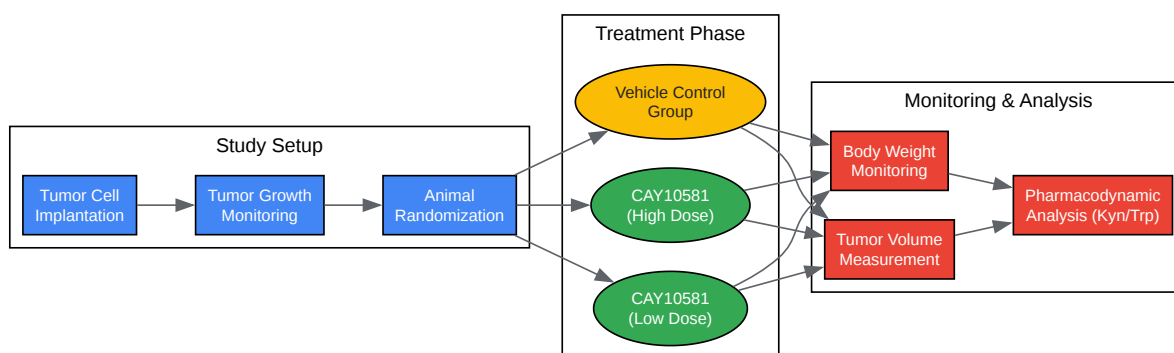 Study Setup
Tumor Cell
Implantation
Tumor Growth
Monitoring
Animal
Randomization
Treatment Phase
Vehicle Control
Group
CAY10581
(High Dose)
CAY10581
(Low Dose)
Monitoring & Analysis
Body Weight
Monitoring
Tumor Volume
Measurement
Pharmacodynamic
Analysis (Kyn/Trp)